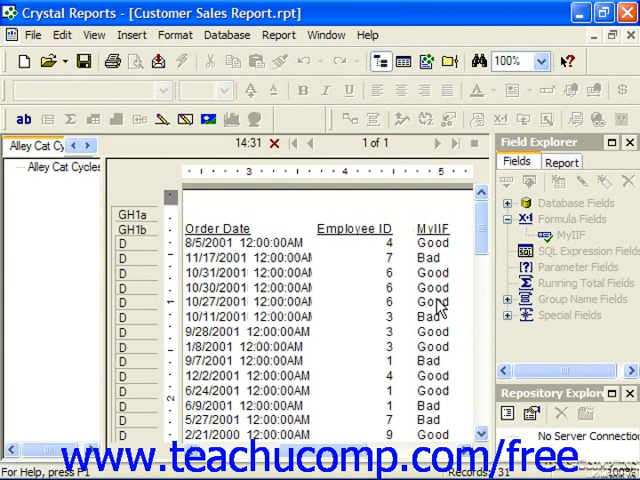 Crystal Reports - [Customer Sales Report.rpt]
File Edit View Insert Format Database Report Window Help
100%
ab
Alley Cat Cy
14:31
1 of 1
Field Explorer
Fields Report
Alley Cat Cycles
Database Fields
Formula Fields
MyIIF
SQL Expression Fields
Parameter Fields
Running Total Fields
Group Name Fields
Special Fields
3 4 5
GH1a
GH1b Order Date Employee ID MyIIF
D 8/5/2001 12:00:00AM 4 Good
D 11/17/2001 12:00:00AM 7 Bad
D 10/31/2001 12:00:00AM 6 Good
D 10/30/2001 12:00:00AM 6 Good
D 10/27/2001 12:00:00AM 6 Good
D 10/11/2001 12:00:00AM 3 Bad
D 9/28/2001 12:00:00AM 3 Good
D 1/8/2001 12:00:00AM 3 Good
D 9/7/2001 12:00:00AM 1 Bad
D 12/2/2001 12:00:00AM 4 Good
D 6/24/2001 12:00:00AM 1 Good
D 6/9/2001 12:00:00AM 1 Bad
D 5/27/2001 12:00:00AM 7 Bad
D 2/21/2000 12:00:00AM 9 Good
Repository Explorer
No Server Connection
www.teachucomp.com/free
For Help, press F1
Records: 31
100%